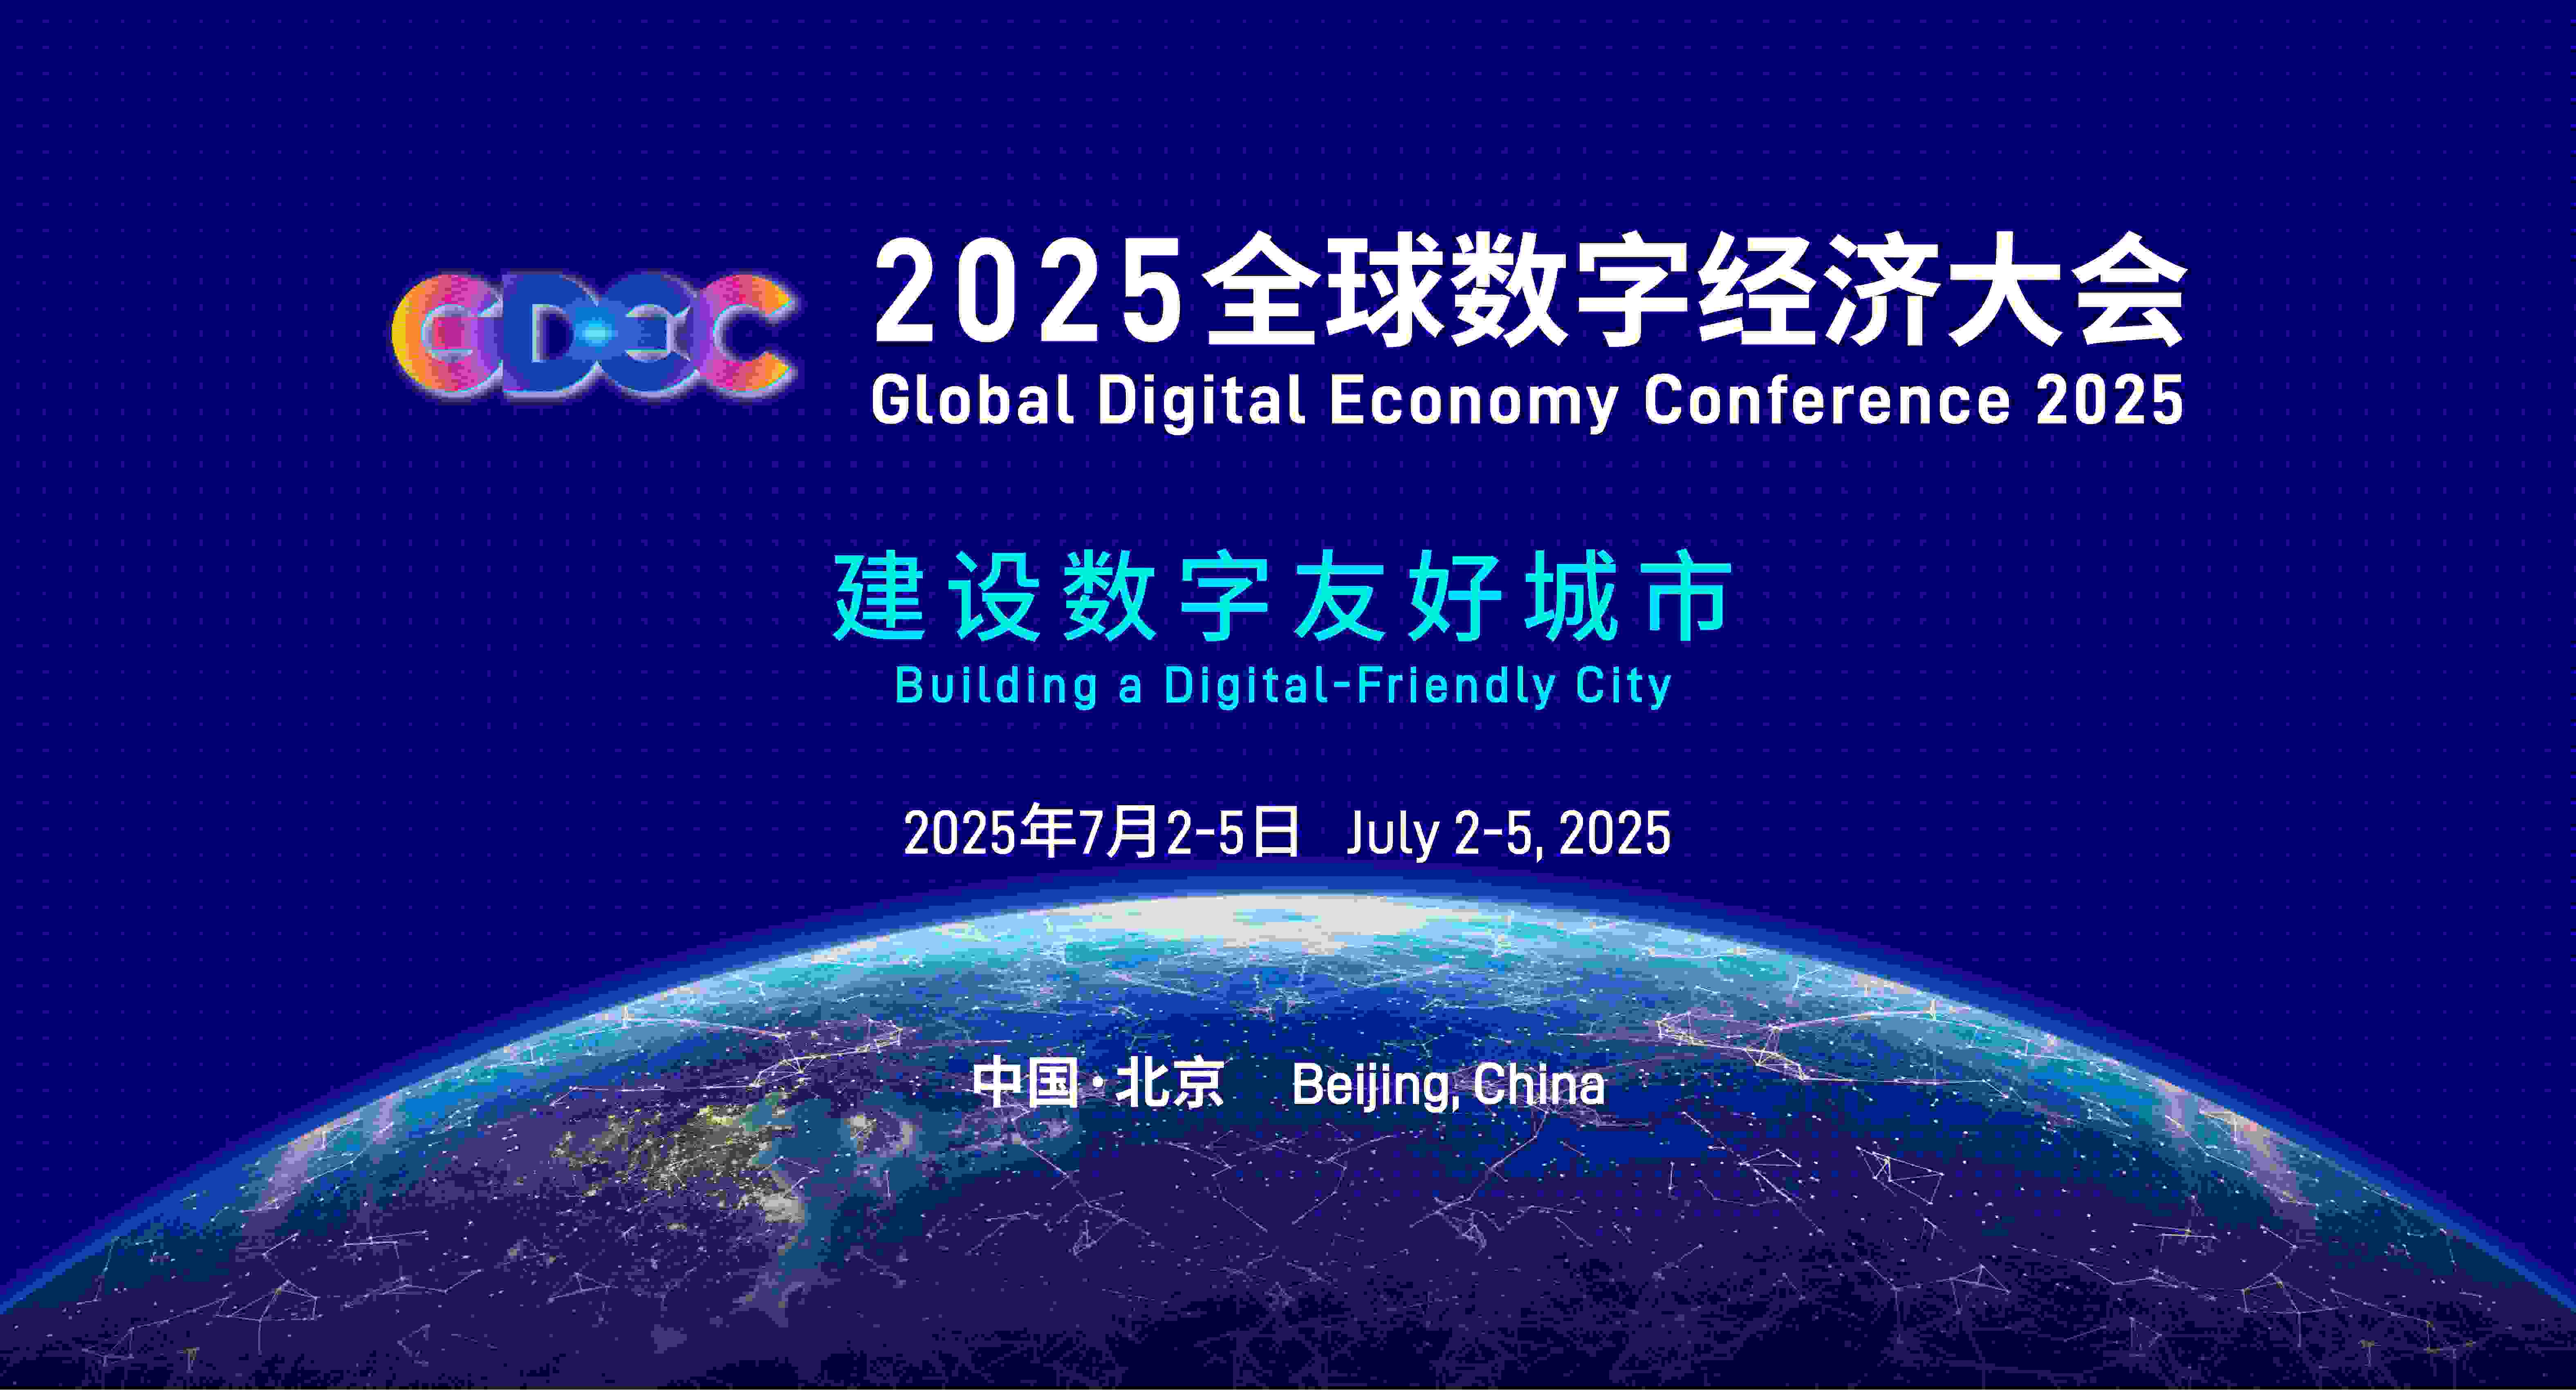 GDEC
2025全球数字经济大会
Global Digital Economy Conference 2025
建设数字友好城市
Building a Digital-Friendly City
2025年7月2-5日 July 2-5, 2025
中国·北京 Beijing, China